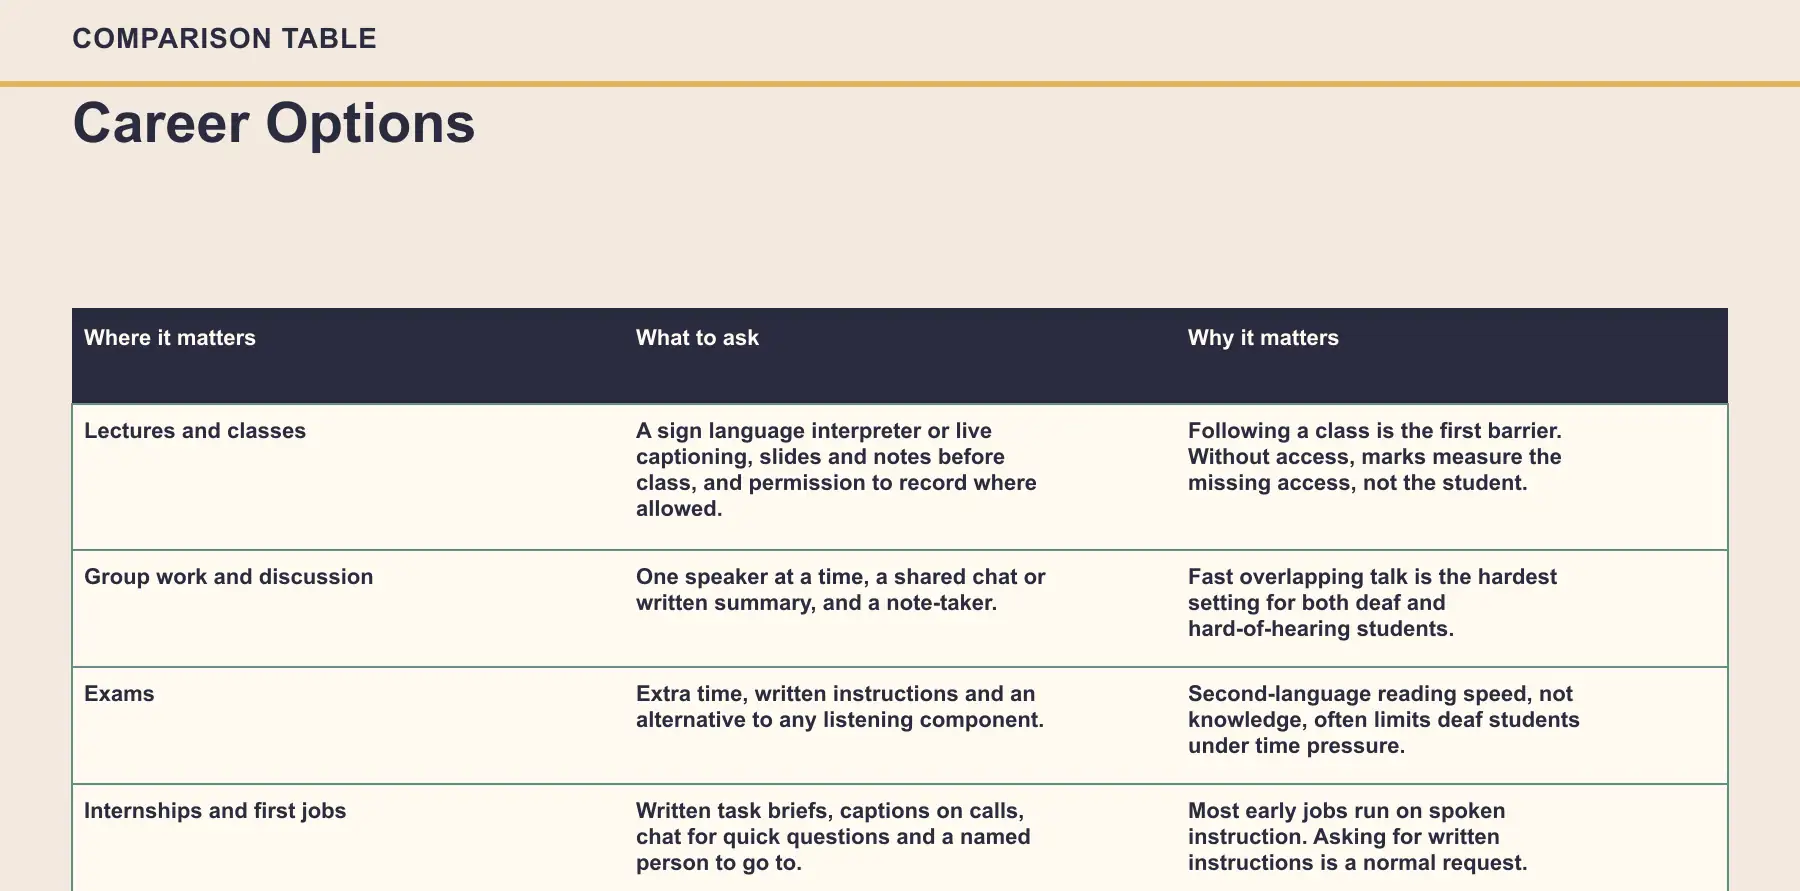 COMPARISON TABLE
Career Options
Where it matters
What to ask
Why it matters
Lectures and classes
A sign language interpreter or live
captioning, slides and notes before
class, and permission to record where
allowed.
Following a class is the first barrier.
Without access, marks measure the
missing access, not the student.
Group work and discussion
One speaker at a time, a shared chat or
written summary, and a note-taker.
Fast overlapping talk is the hardest
setting for both deaf and
hard-of-hearing students.
Exams
Extra time, written instructions and an
alternative to any listening component.
Second-language reading speed, not
knowledge, often limits deaf students
under time pressure.
Internships and first jobs
Written task briefs, captions on calls,
chat for quick questions and a named
person to go to.
Most early jobs run on spoken
instruction. Asking for written
instructions is a normal request.